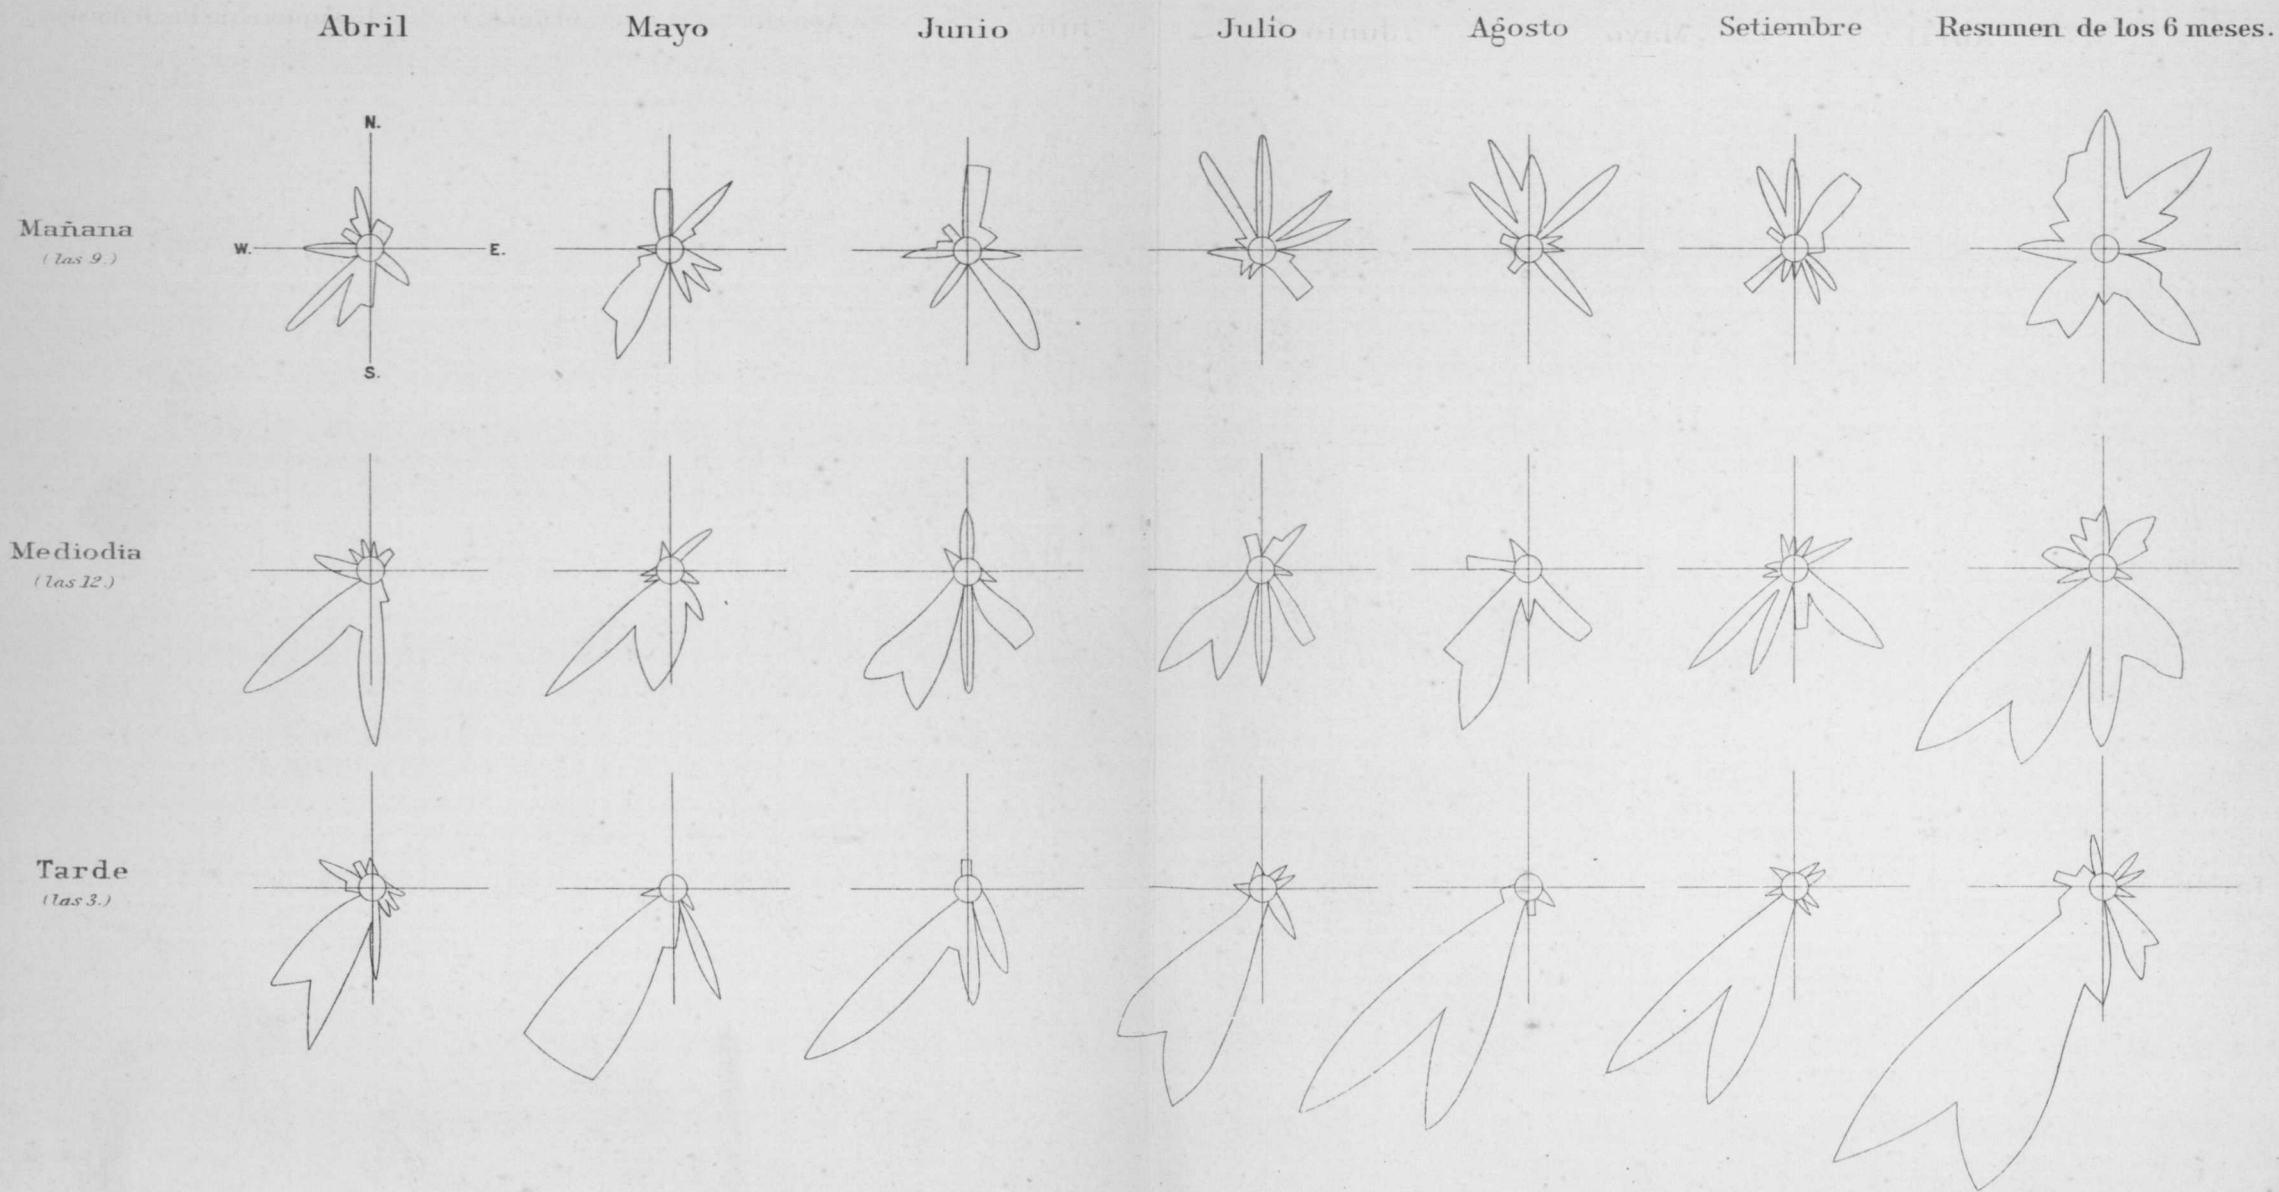 Abril Mayo Junio Julio Agosto Setiembre Resumen de los 6 meses.
N.
Mañana
(las 9.)
W. E.
S.
Mediodia
(las 12.)
Tarde
(las 3.)